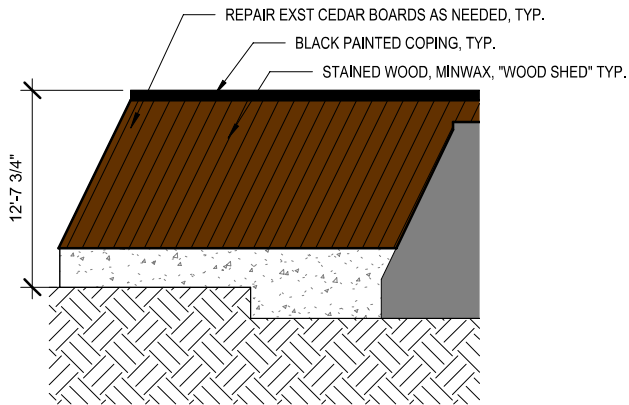 REPAIR EXST CEDAR BOARDS AS NEEDED, TYP.
BLACK PAINTED COPING, TYP.
STAINED WOOD, MINWAX, "WOOD SHED" TYP.
12'-7 3/4"